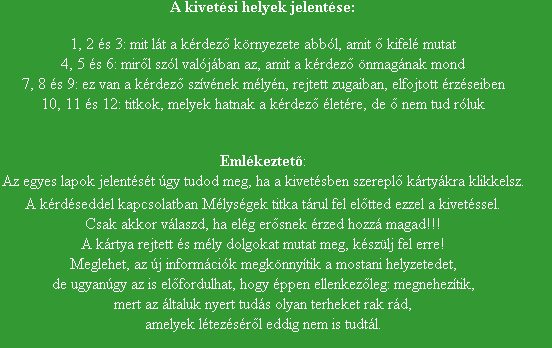 A kivetési helyek jelentése:
1, 2 és 3: mit lát a kérdező környezete abból, amit ő kifelé mutat
4, 5 és 6: miről szól valójában az, amit a kérdező önmagának mond
7, 8 és 9: ez van a kérdező szívének mélyén, rejtett zugaiban, elfojtott érzéseiben
10, 11 és 12: titkok, melyek hatnak a kérdező életére, de ő nem tud róluk
Emlékeztető:
Az egyes lapok jelentését úgy tudod meg, ha a kivetésben szereplő kártyákra klikkelsz.
A kérdéseddel kapcsolatban Mélységek titka tárul fel előtted ezzel a kivetéssel.
Csak akkor válaszd, ha elég erősnek érzed hozzá magad!!!
A kártya rejtett és mély dolgokat mutat meg, készülj fel erre!
Meglehet, az új információk megkönnyítik a mostani helyzetedet,
de ugyanúgy az is előfordulhat, hogy éppen ellenkezőleg: megnehezítik,
mert az általuk nyert tudás olyan terheket rak rád,
amelyek létezéséről eddig nem is tudtál.